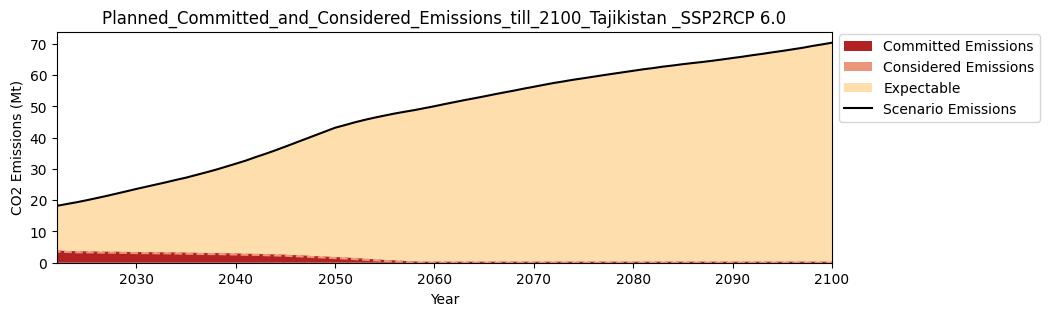 Planned_Committed_and_Considered_Emissions_till_2100_Tajikistan _SSP2RCP 6.0
CO2 Emissions (Mt)
70
60
50
40
30
20
10
0
2030
2040
2050
2060
2070
2080
2090
2100
Year
Committed Emissions
Considered Emissions
Expectable
Scenario Emissions